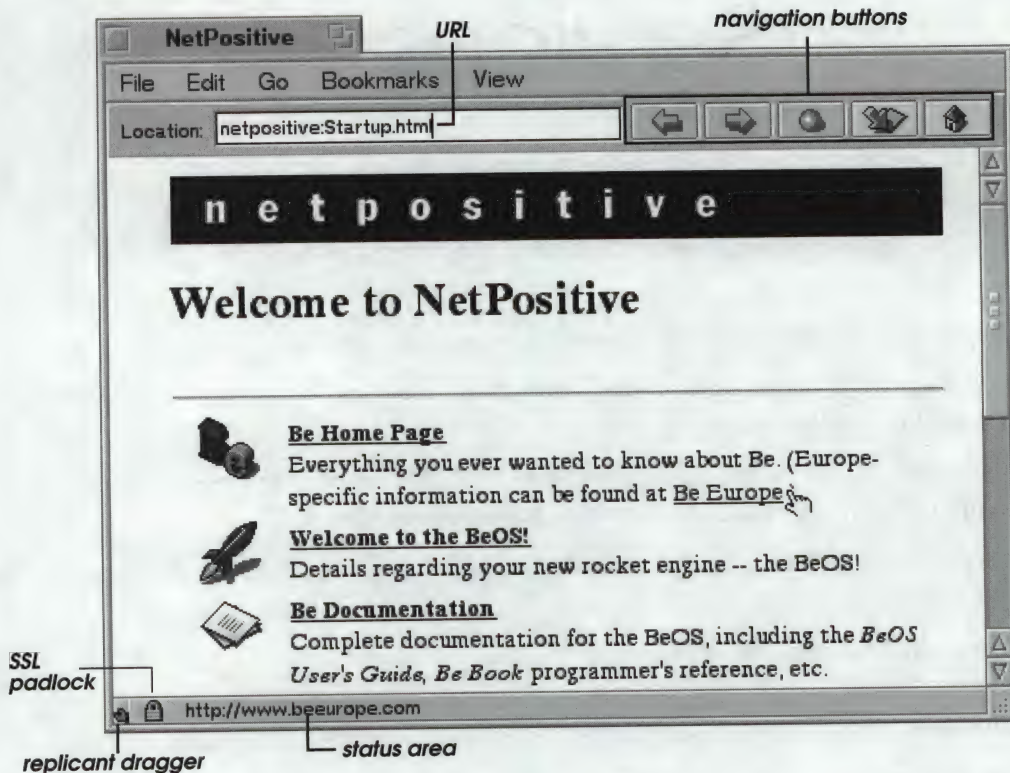 navigation buttons
URL
NetPositive
File Edit Go Bookmarks View
Location: netpositive:Startup.html
netpositive
Welcome to NetPositive
Be Home Page
Everything you ever wanted to know about Be. (Europe-
specific information can be found at Be Europe
Welcome to the BeOS!
Details regarding your new rocket engine -- the BeOS!
Be Documentation
Complete documentation for the BeOS, including the BeOS
User's Guide, Be Book programmer's reference, etc.
SSL
padlock
http://www.beeurope.com
status area
replicant dragger